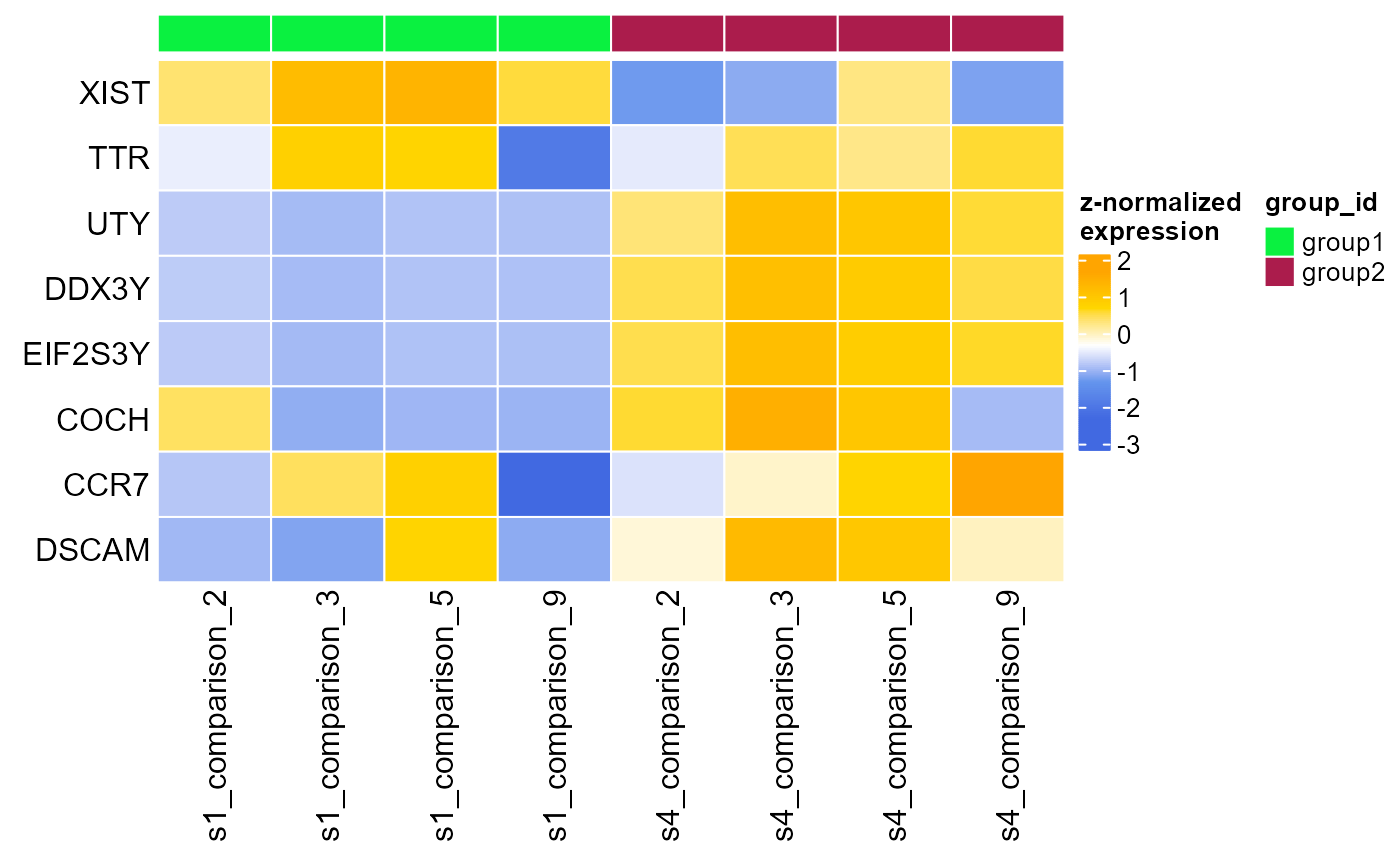 XIST
TTR
UTY
DDX3Y
EIF2S3Y
COCH
CCR7
DSCAM
s1_comparison_2
s1_comparison_3
s1_comparison_5
s1_comparison_9
s4_comparison_2
s4_comparison_3
s4_comparison_5
s4_comparison_9
z-normalized
expression
2
1
0
-1
-2
-3
group_id
group1
group2